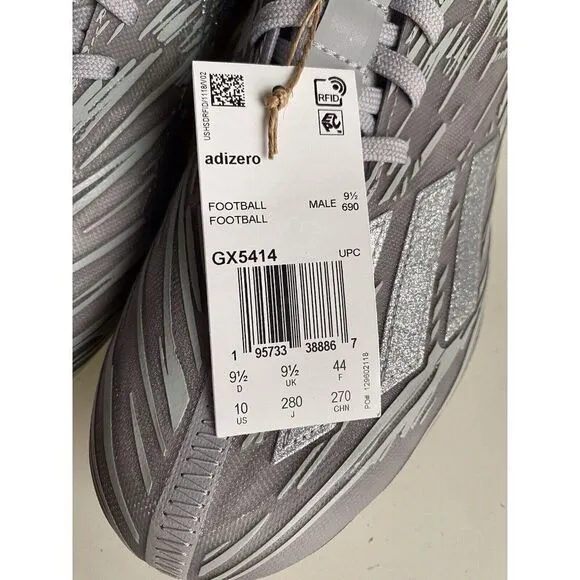 USHSDRFID/1118/V02
RFID
adizero
FOOTBALL MALE 9½
FOOTBALL 690
GX5414 UPC
1 95733 38886 7
9½ 9½ 44
D UK F
10 280 270
US J CHN
PO# 129602118